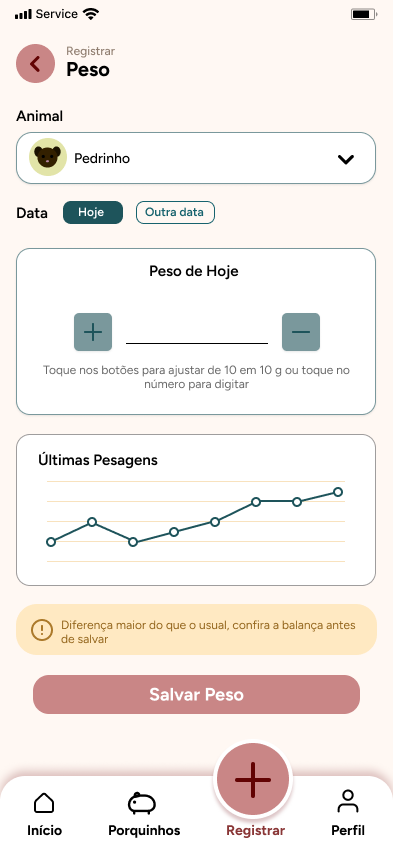 Service
Registrar
Peso
Animal
Pedrinho
Data
Hoje
Outra data
Peso de Hoje
Toque nos botões para ajustar de 10 em 10 g ou toque no
número para digitar
Últimas Pesagens
Diferença maior do que o usual, confira a balança antes
de salvar
Salvar Peso
Início
Porquinhos
Registrar
Perfil